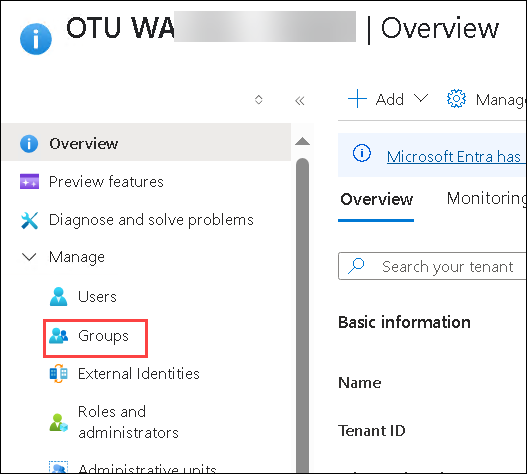 OTU WA | Overview
Add Manage
Overview
Preview features
Diagnose and solve problems
Manage
Users
Groups
External Identities
Roles and
administrators
Administrative units
Microsoft Entra has
Overview Monitoring
Search your tenant
Basic information
Name
Tenant ID